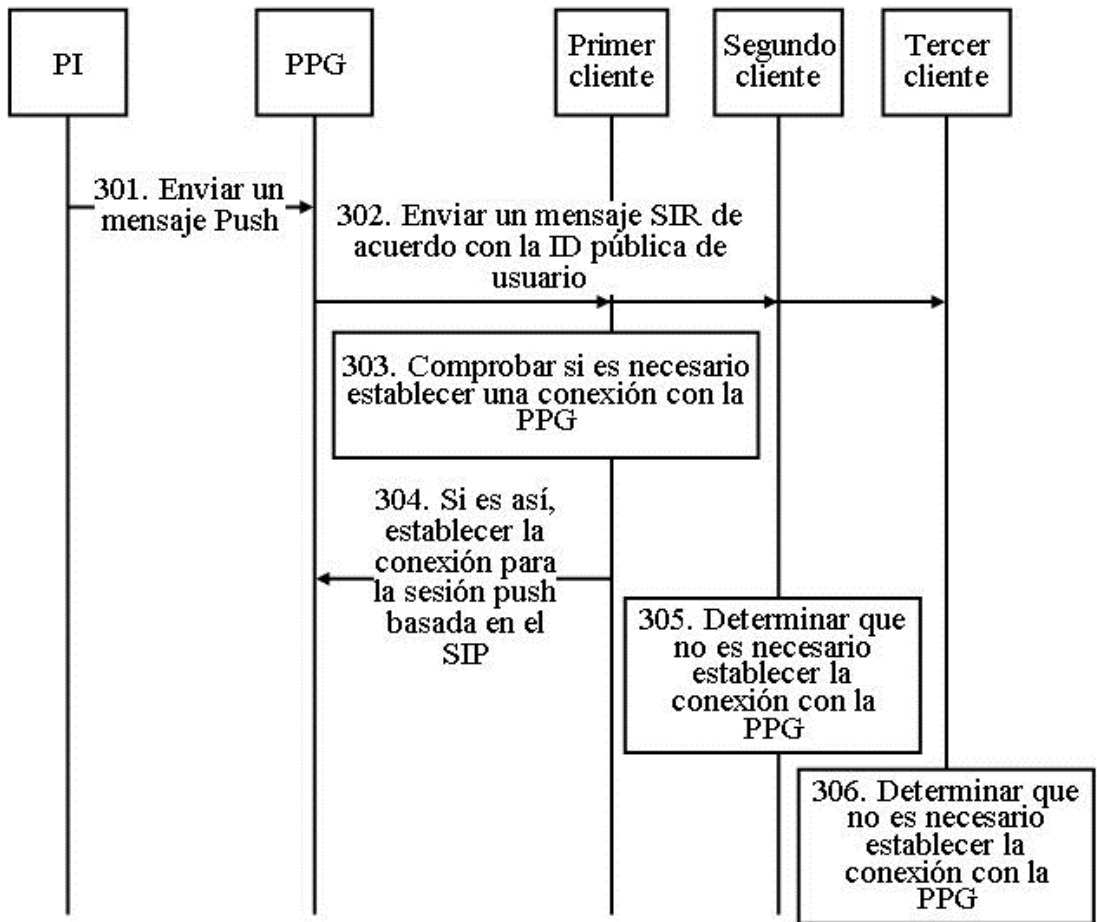 PI
PPG
Primer
cliente
Segundo
cliente
Tercer
cliente
301. Enviar un
mensaje Push
302. Enviar un mensaje SIR de
acuerdo con la ID pública de
usuario
303. Comprobar si es necesario
establecer una conexión con la
PPG
304. Si es así,
establecer la
conexión para
la sesión push
basada en el
SIP
305. Determinar que
no es necesario
establecer la
conexión con la
PPG
306. Determinar que
no es necesario
establecer la
conexión con la
PPG